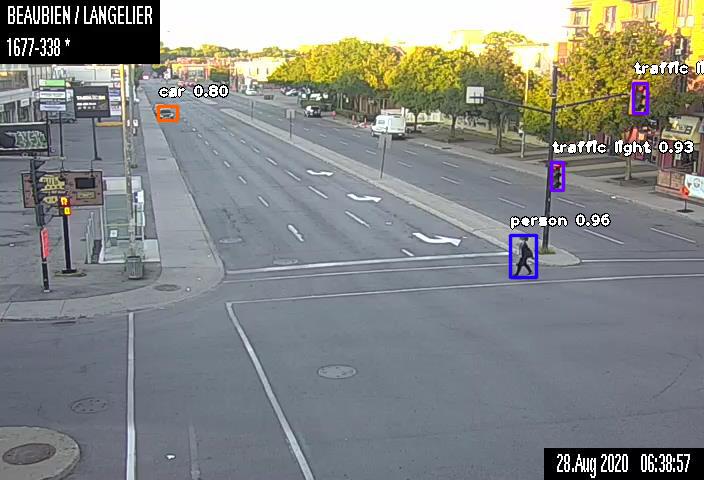 BEAUBIEN / LANGELIER
1677-338 *
traffic li
car 0.80
traffic light 0.93
person 0.96
28.Aug 2020 06:38:57